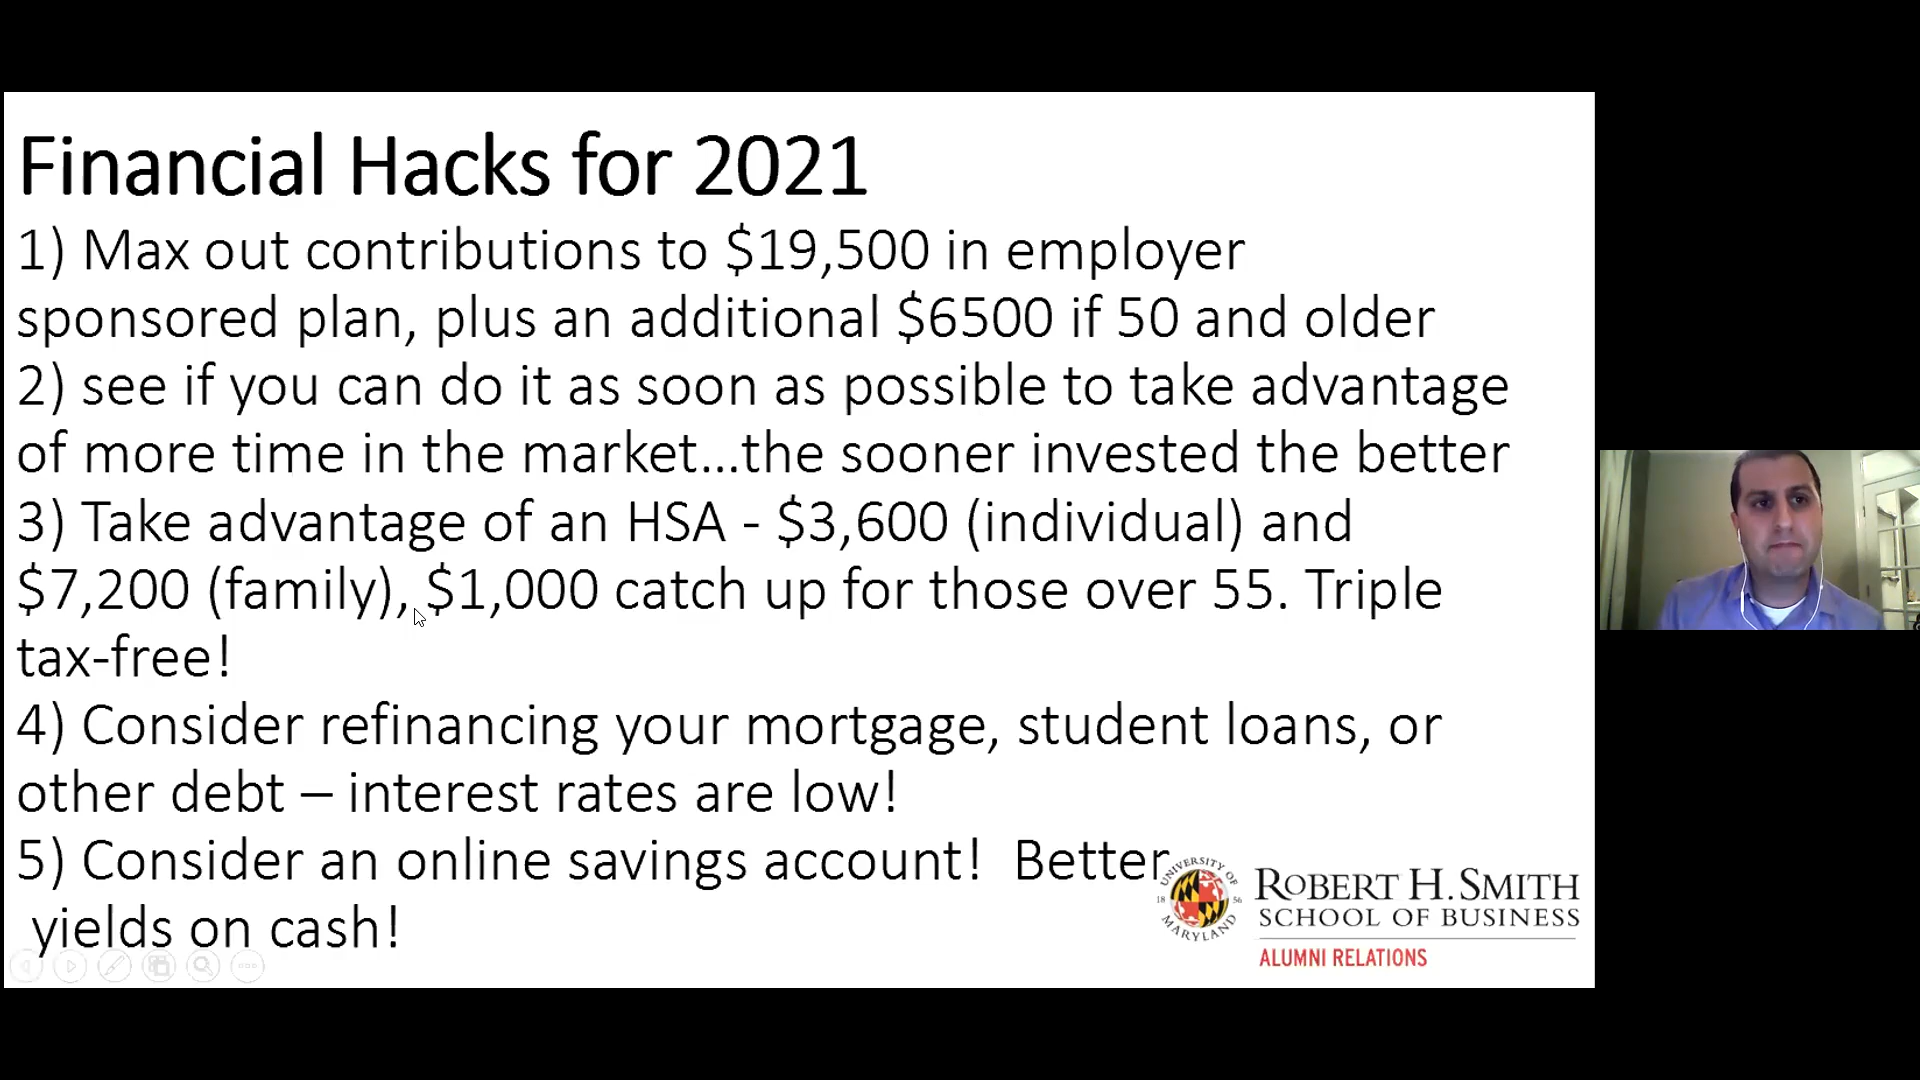 Financial Hacks for 2021
1) Max out contributions to $19,500 in employer
sponsored plan, plus an additional $6500 if 50 and older
2) see if you can do it as soon as possible to take advantage
of more time in the market...the sooner invested the better
3) Take advantage of an HSA - $3,600 (individual) and
$7,200 (family), $1,000 catch up for those over 55. Triple
tax-free!
4) Consider refinancing your mortgage, student loans, or
other debt – interest rates are low!
5) Consider an online savings account!  Better
yields on cash!
UNIVERSITY OF
18 56
MARYLAND
ROBERT H. SMITH
SCHOOL OF BUSINESS
ALUMNI RELATIONS